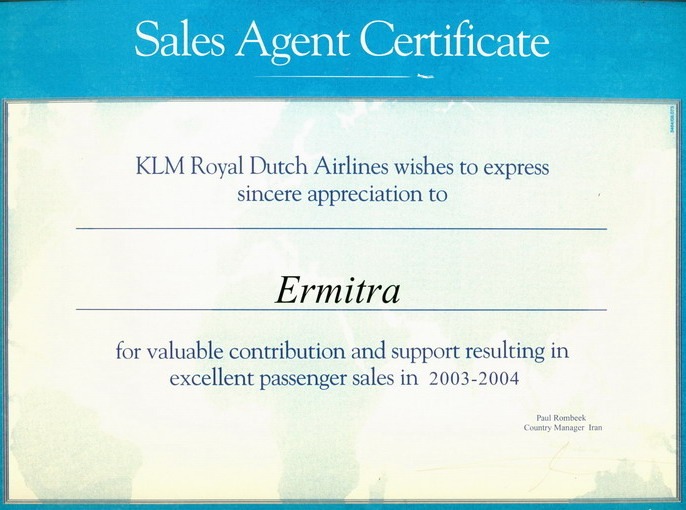 Sales Agent Certificate
KLM Royal Dutch Airlines wishes to express
sincere appreciation to
Ermitra
for valuable contribution and support resulting in
excellent passenger sales in 2003-2004
Paul Rombeek
Country Manager Iran